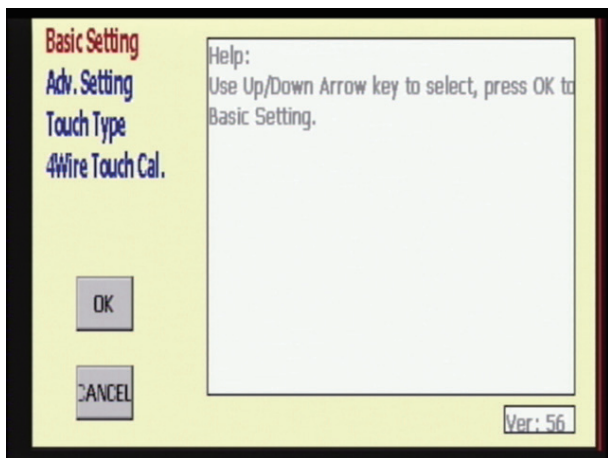 Basic Setting
Adv. Setting
Touch Type
4Wire Touch Cal.
Help:
Use Up/Down Arrow key to select, press OK to
Basic Setting.
OK
CANCEL
Ver: 56